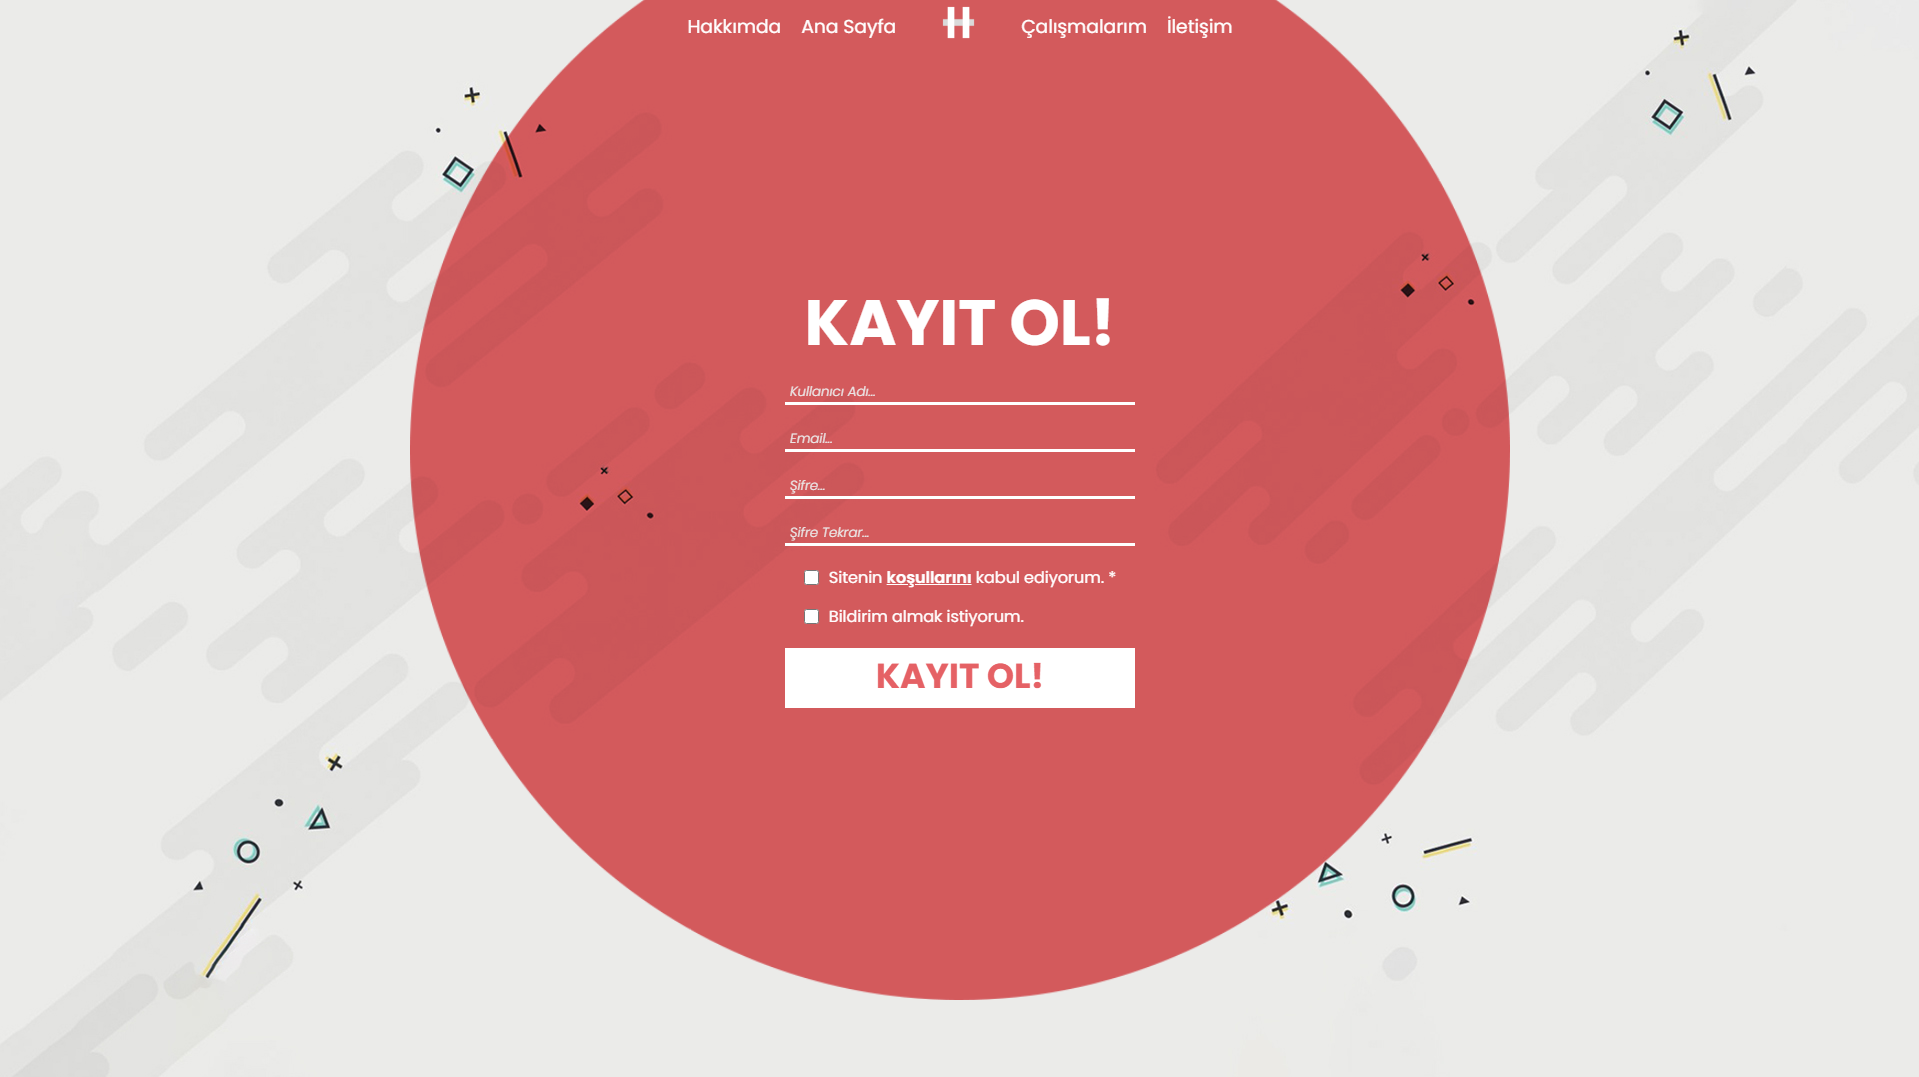 Hakkımda Ana Sayfa Çalışmalarım İletişim
KAYIT OL!
Kullanıcı Adı...
Email...
Şifre...
Şifre Tekrar...
Sitenin koşullarını kabul ediyorum. *
Bildirim almak istiyorum.
KAYIT OL!